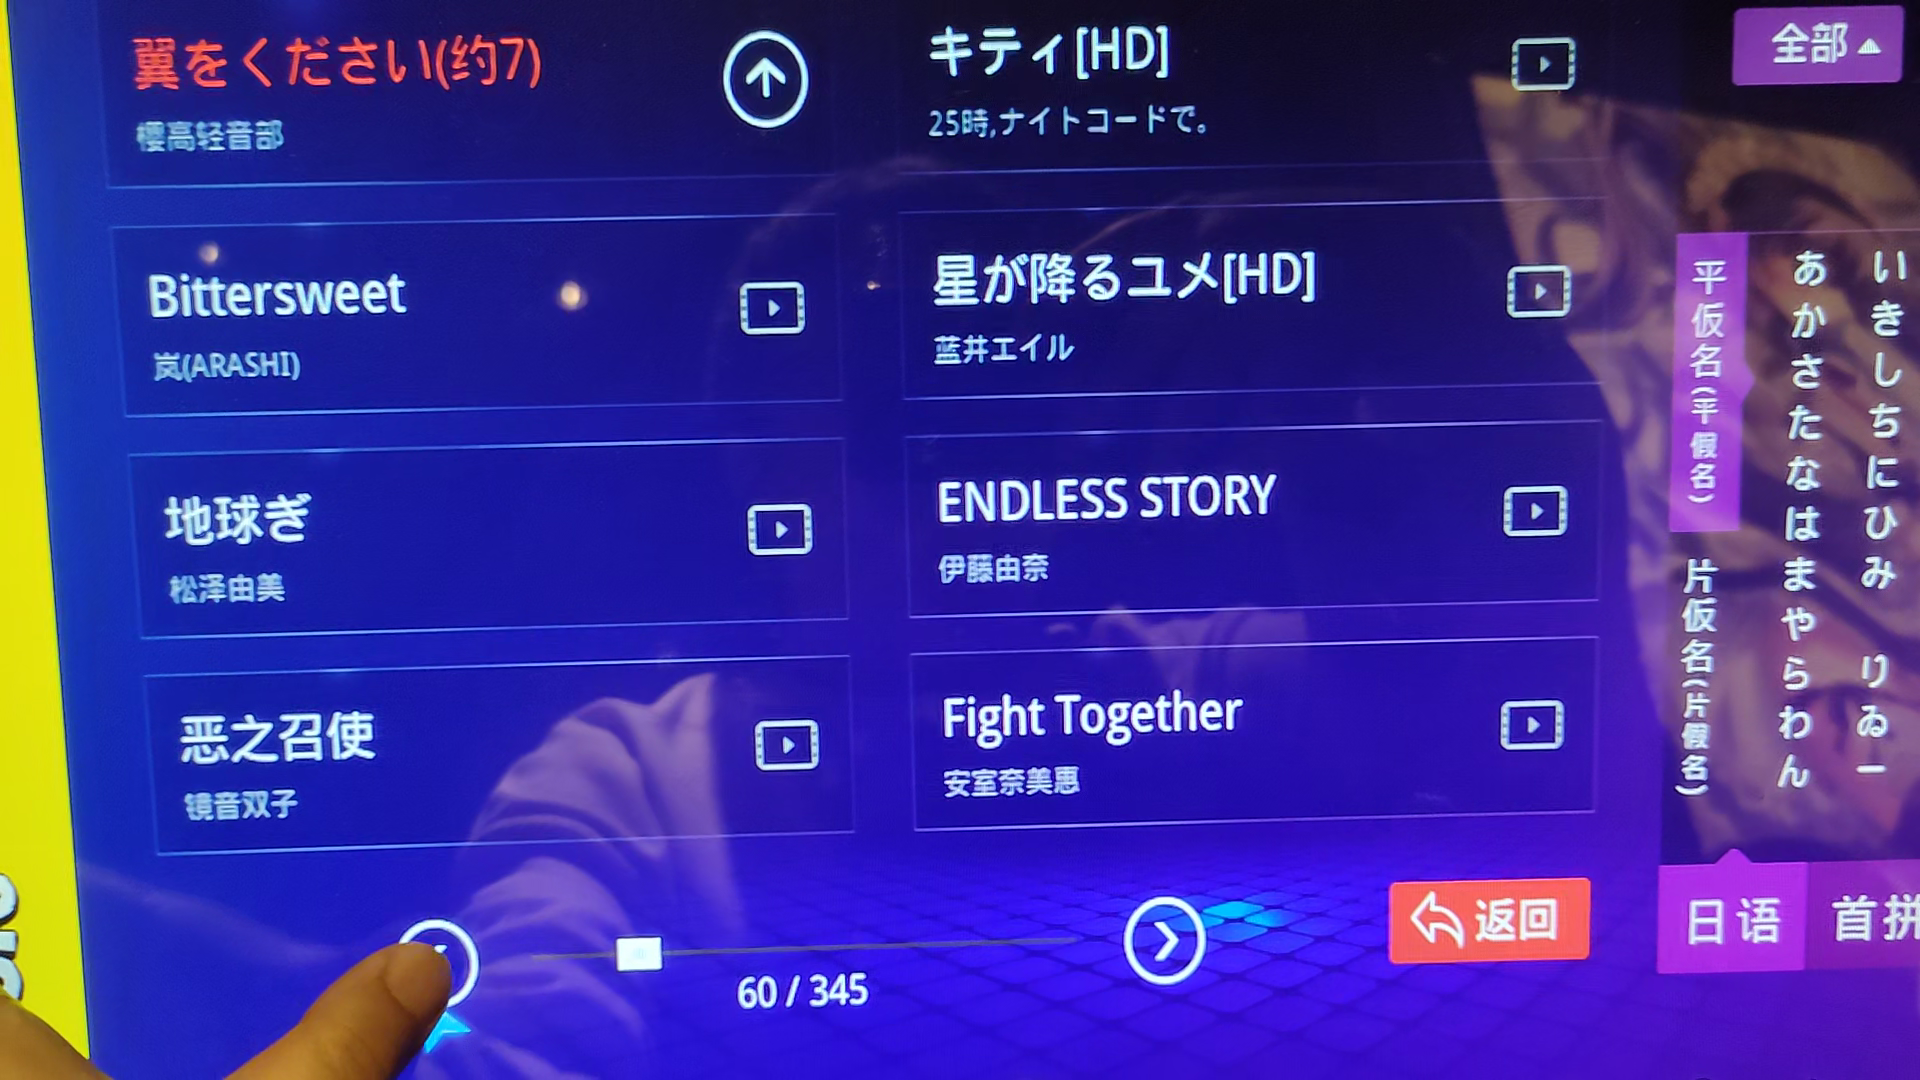 翼をください(约7)
櫻高轻音部
キティ[HD]
25時,ナイトコードで。
Bittersweet
岚(ARASHI)
星が降るユメ[HD]
蓝井エイル
地球ぎ
松泽由美
ENDLESS STORY
伊藤由奈
恶之召使
镜音双子
Fight Together
安室奈美恵
60 / 345
返回
全部
平仮名(平假名)
片仮名(片假名)
あかさたなはまやらわん
いきしちにひみ りゐー
日语
首拼